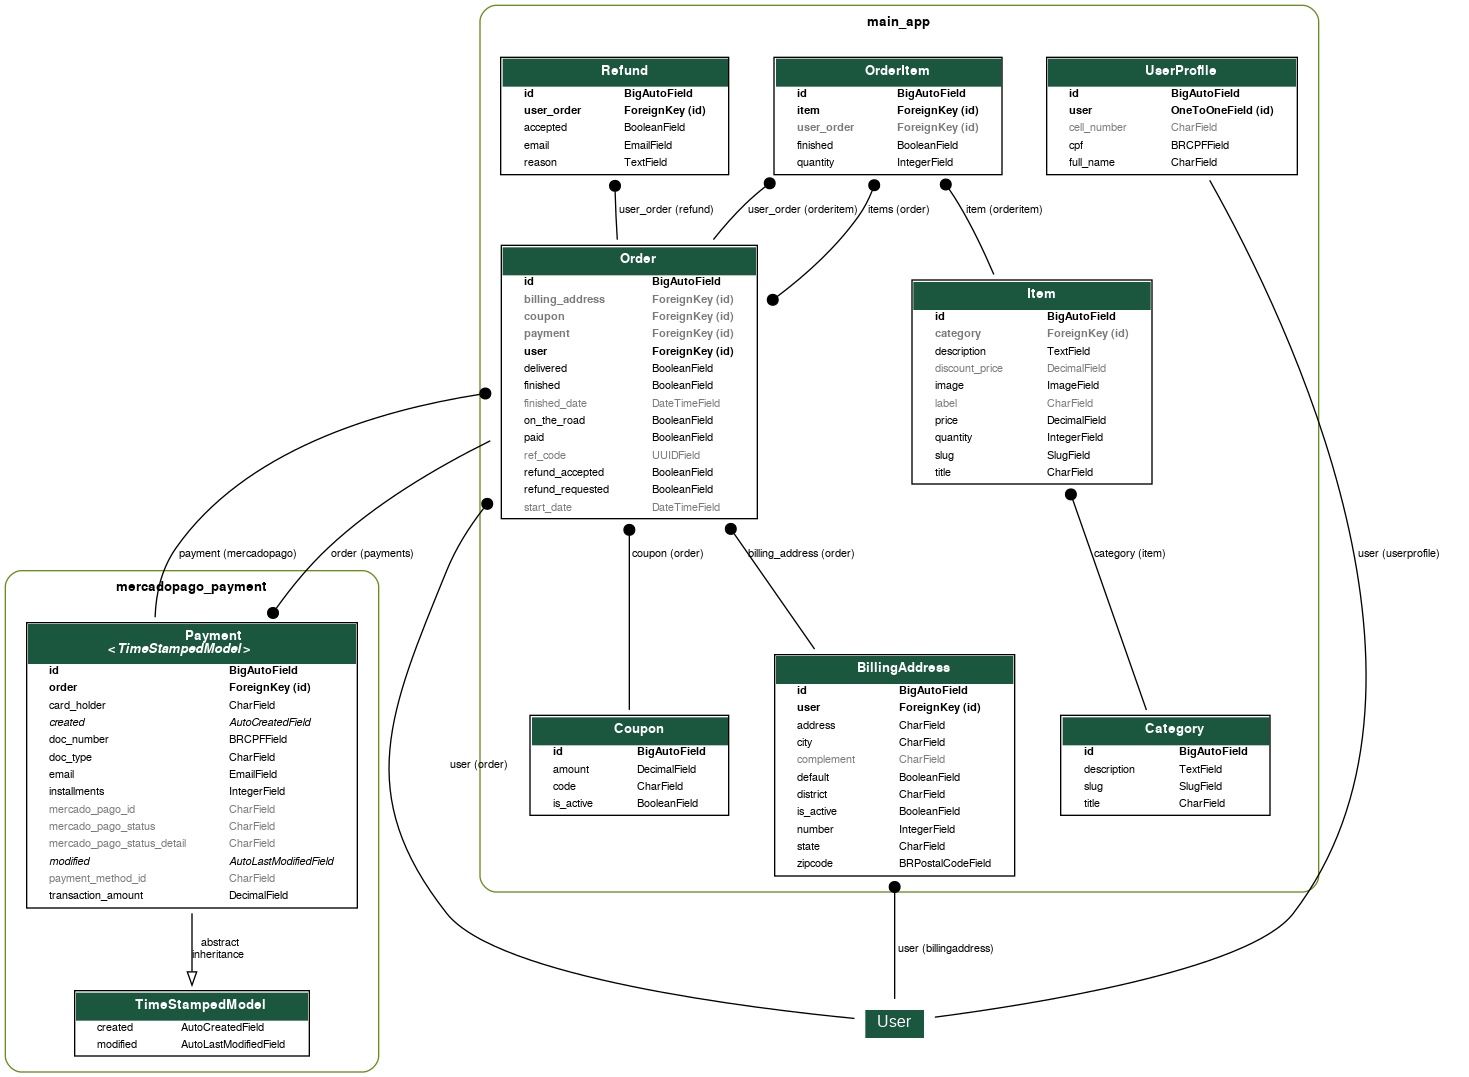 main_app
Refund
id BigAutoField
user_order ForeignKey (id)
accepted BooleanField
email EmailField
reason TextField
OrderItem
id BigAutoField
item ForeignKey (id)
user_order ForeignKey (id)
finished BooleanField
quantity IntegerField
UserProfile
id BigAutoField
user OneToOneField (id)
cell_number CharField
cpf BRCPFField
full_name CharField
user_order (refund)
user_order (orderitem)
items (order)
item (orderitem)
Order
id BigAutoField
billing_address ForeignKey (id)
coupon ForeignKey (id)
payment ForeignKey (id)
user ForeignKey (id)
delivered BooleanField
finished BooleanField
finished_date DateTimeField
on_the_road BooleanField
paid BooleanField
ref_code UUIDField
refund_accepted BooleanField
refund_requested BooleanField
start_date DateTimeField
Item
id BigAutoField
category ForeignKey (id)
description TextField
discount_price DecimalField
image ImageField
label CharField
price DecimalField
quantity IntegerField
slug SlugField
title CharField
payment (mercadopago)
order (payments)
coupon (order)
billing_address (order)
category (item)
user (userprofile)
mercadopago_payment
Payment
<TimeStampedModel>
id BigAutoField
order ForeignKey (id)
card_holder CharField
created AutoCreatedField
doc_number BRCPFField
doc_type CharField
email EmailField
installments IntegerField
mercado_pago_id CharField
mercado_pago_status CharField
mercado_pago_status_detail CharField
modified AutoLastModifiedField
payment_method_id CharField
transaction_amount DecimalField
user (order)
Coupon
id BigAutoField
amount DecimalField
code CharField
is_active BooleanField
BillingAddress
id BigAutoField
user ForeignKey (id)
address CharField
city CharField
complement CharField
default BooleanField
district CharField
is_active BooleanField
number IntegerField
state CharField
zipcode BRPostalCodeField
Category
id BigAutoField
description TextField
slug SlugField
title CharField
abstract
inheritance
user (billingaddress)
TimeStampedModel
created AutoCreatedField
modified AutoLastModifiedField
User